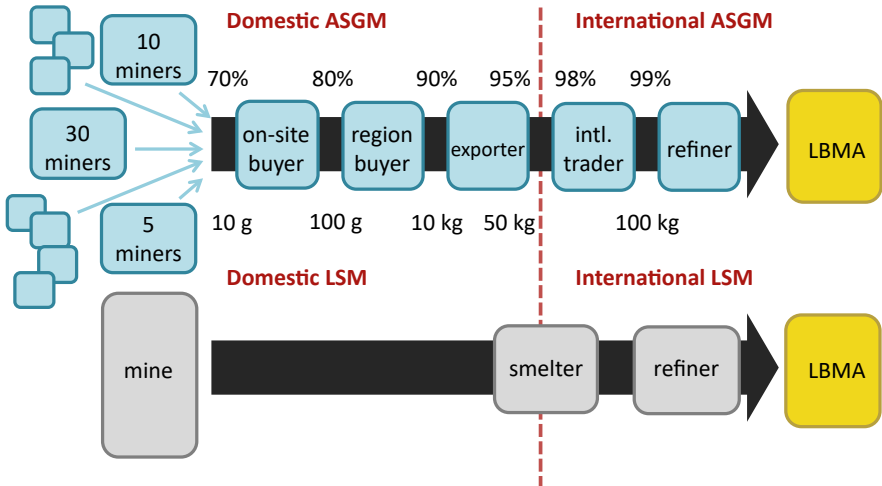 Domestic ASGM
International ASGM
10
miners
70%
80%
90%
95%
98%
99%
30
miners
on-site
buyer
region
buyer
exporter
intl.
trader
refiner
LBMA
5
miners
10 g
100 g
10 kg
50 kg
100 kg
Domestic LSM
International LSM
mine
smelter
refiner
LBMA